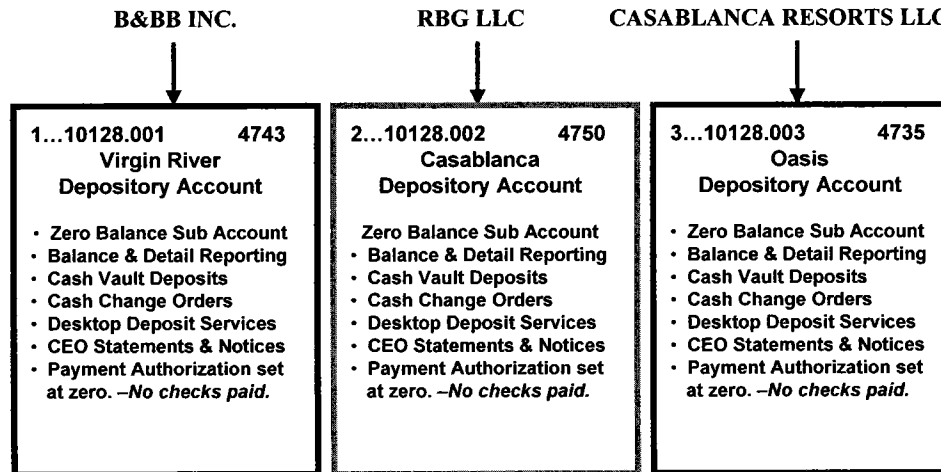 B&BB INC.
RBG LLC
CASABLANCA RESORTS LLC
1...10128.001 4743
Virgin River
Depository Account
• Zero Balance Sub Account
• Balance & Detail Reporting
• Cash Vault Deposits
• Cash Change Orders
• Desktop Deposit Services
• CEO Statements & Notices
• Payment Authorization set
at zero. –No checks paid.
2...10128.002 4750
Casablanca
Depository Account
Zero Balance Sub Account
• Balance & Detail Reporting
• Cash Vault Deposits
• Cash Change Orders
• Desktop Deposit Services
• CEO Statements & Notices
• Payment Authorization set
at zero. –No checks paid.
3...10128.003 4735
Oasis
Depository Account
• Zero Balance Sub Account
• Balance & Detail Reporting
• Cash Vault Deposits
• Cash Change Orders
• Desktop Deposit Services
• CEO Statements & Notices
• Payment Authorization set
at zero. –No checks paid.